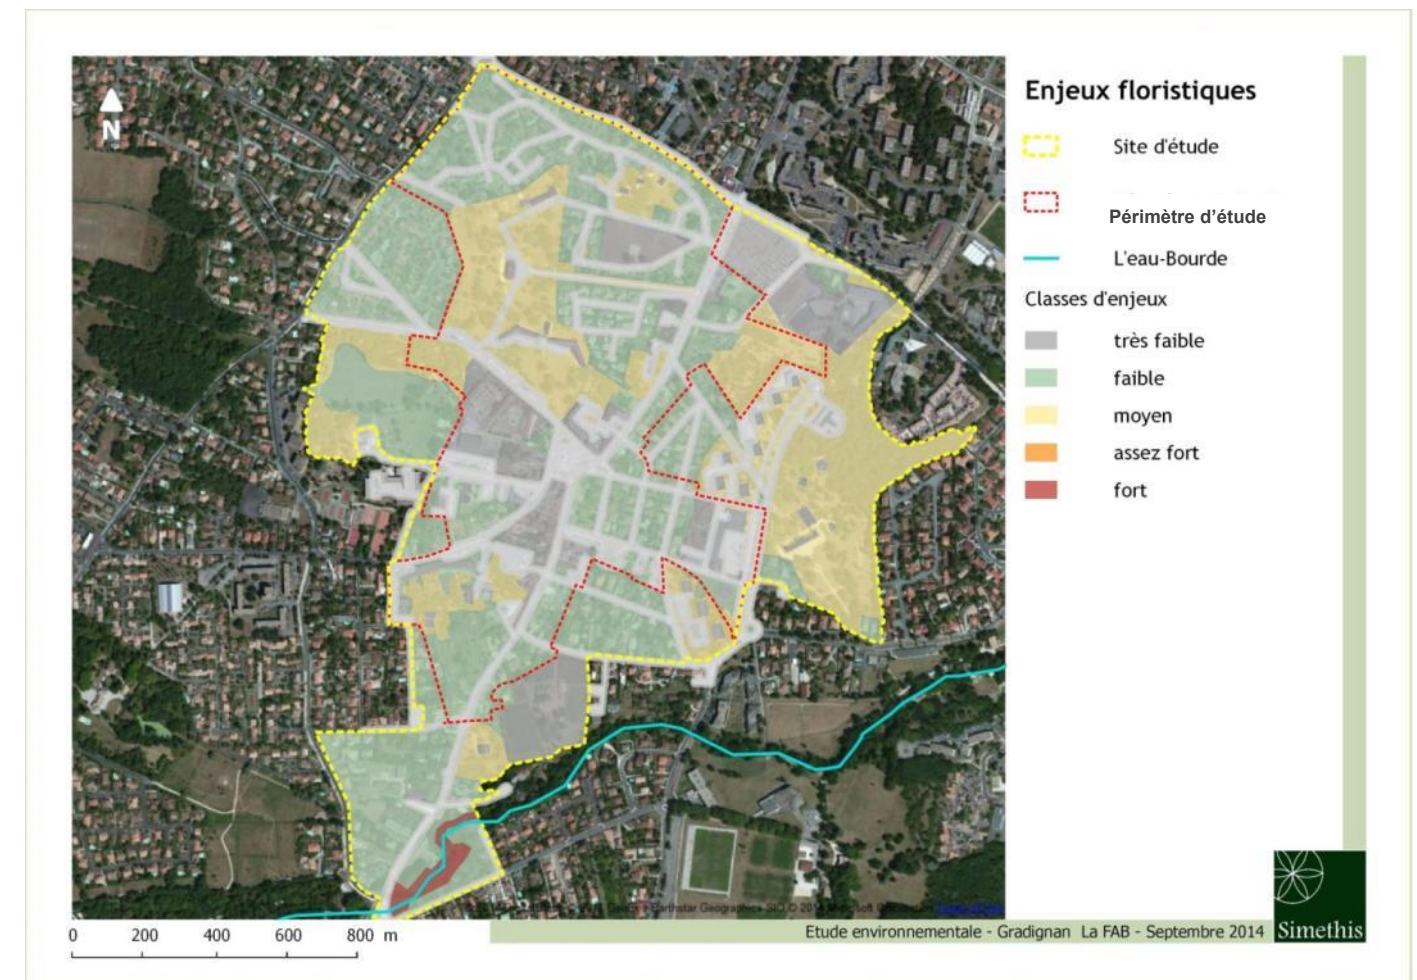 N
Enjeux floristiques
Site d'étude
Périmètre d'étude
L'eau-Bourde
Classes d'enjeux
très faible
faible
moyen
assez fort
fort
0 200 400 600 800 m
Etude environnementale - Gradignan La FAB - Septembre 2014
Simethis